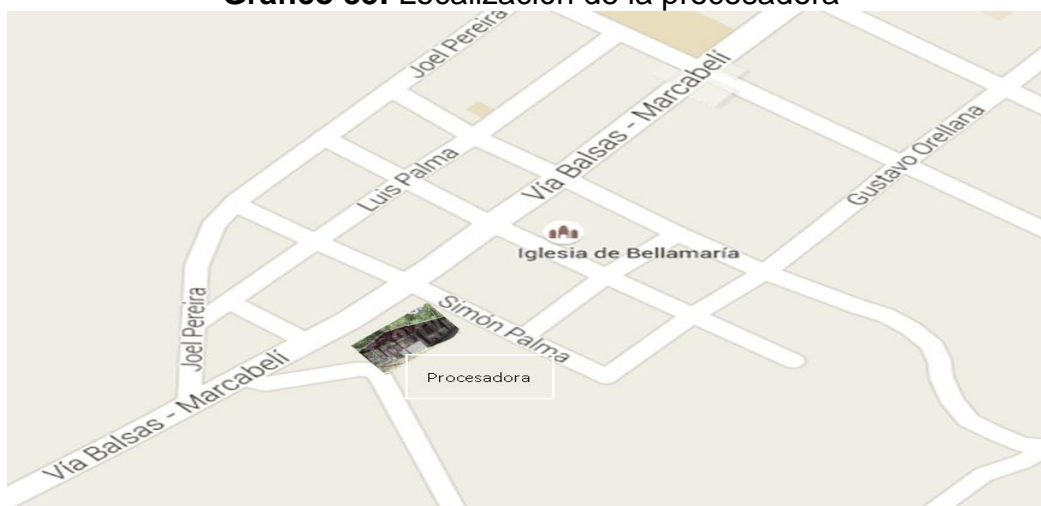 Localización de la procesadora
Joel Pereira
Vía Balsas - Marcabelí
Gustavo Orellana
Luis Palma
Iglesia de Bellamaría
Joel Pereira
Simón Palma
Procesadora
Vía Balsas - Marcabelí